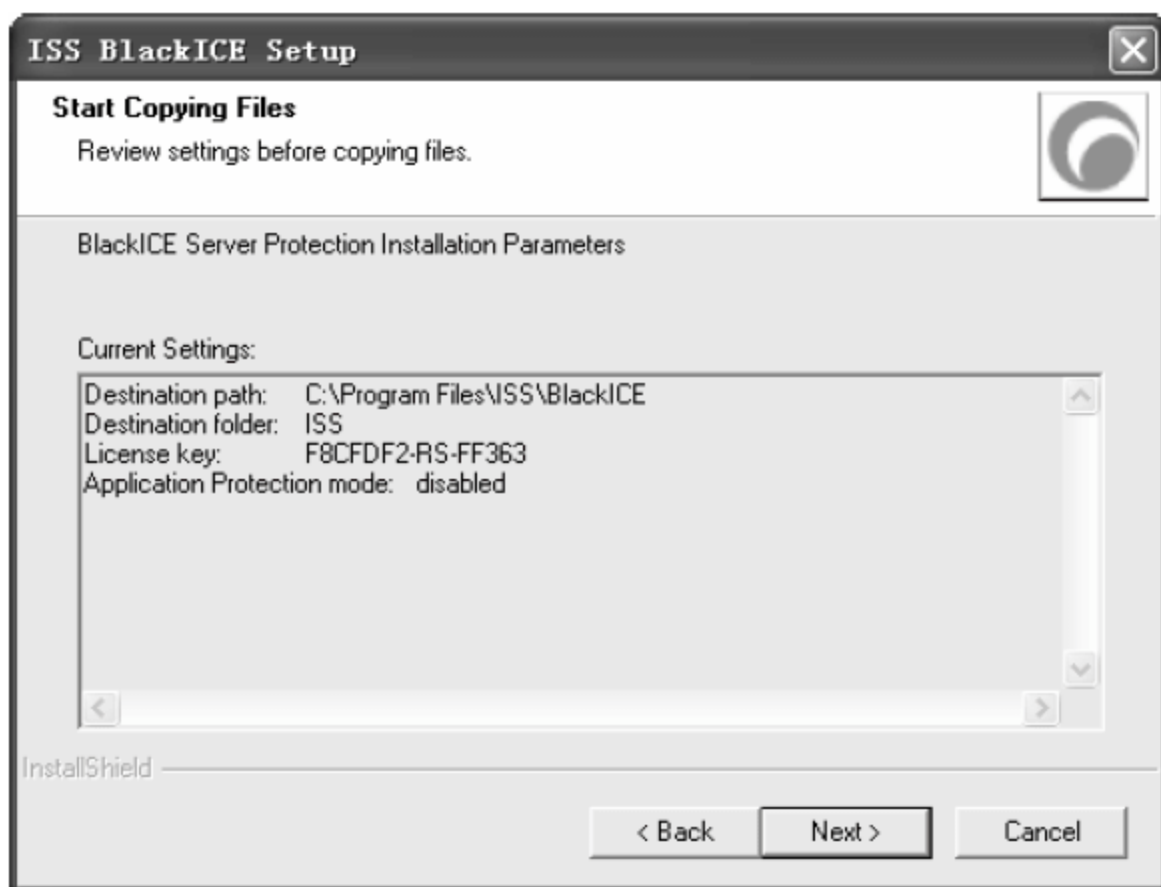 ISS BlackICE Setup
Start Copying Files
Review settings before copying files.
BlackICE Server Protection Installation Parameters
Current Settings:
Destination path: C:\Program Files\ISS\BlackICE
Destination folder: ISS
License key: F8CFDF2-RS-FF363
Application Protection mode: disabled
InstallShield
< Back Next > Cancel